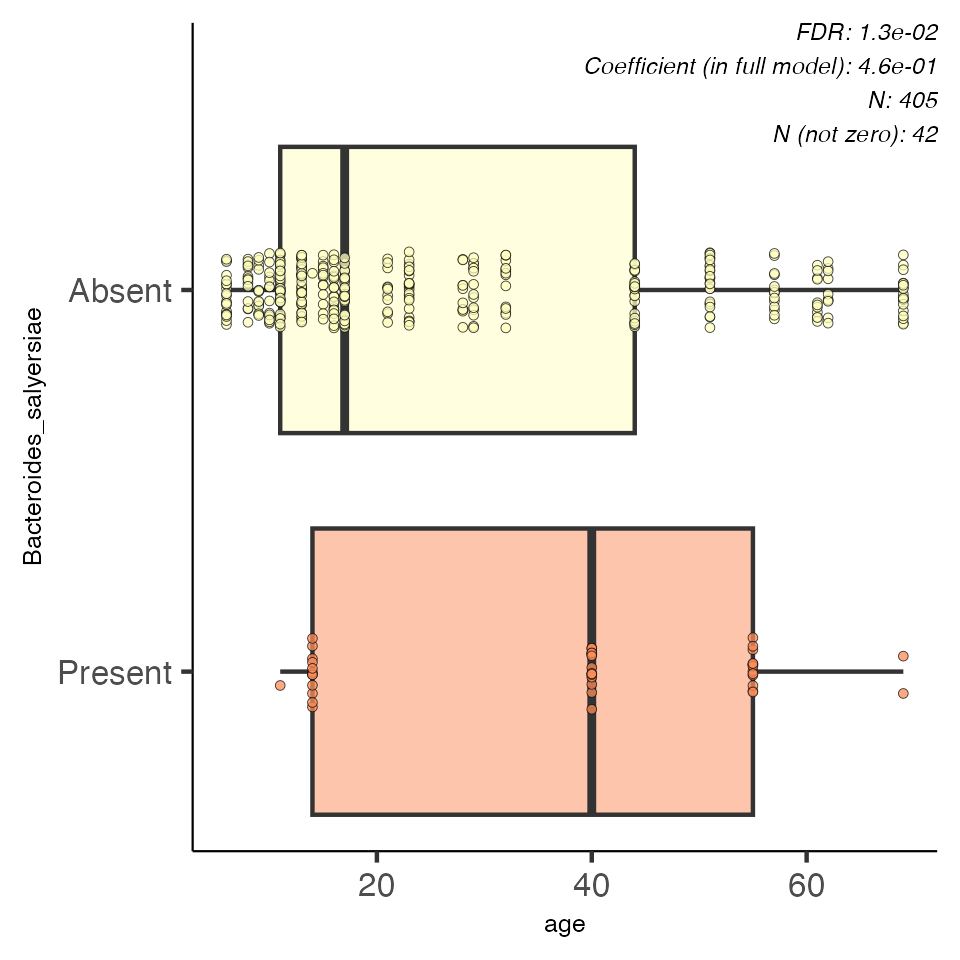 FDR: 1.3e-02
Coefficient (in full model): 4.6e-01
N: 405
N (not zero): 42
Bacteroides_salyersiae
Absent
Present
20 40 60
age